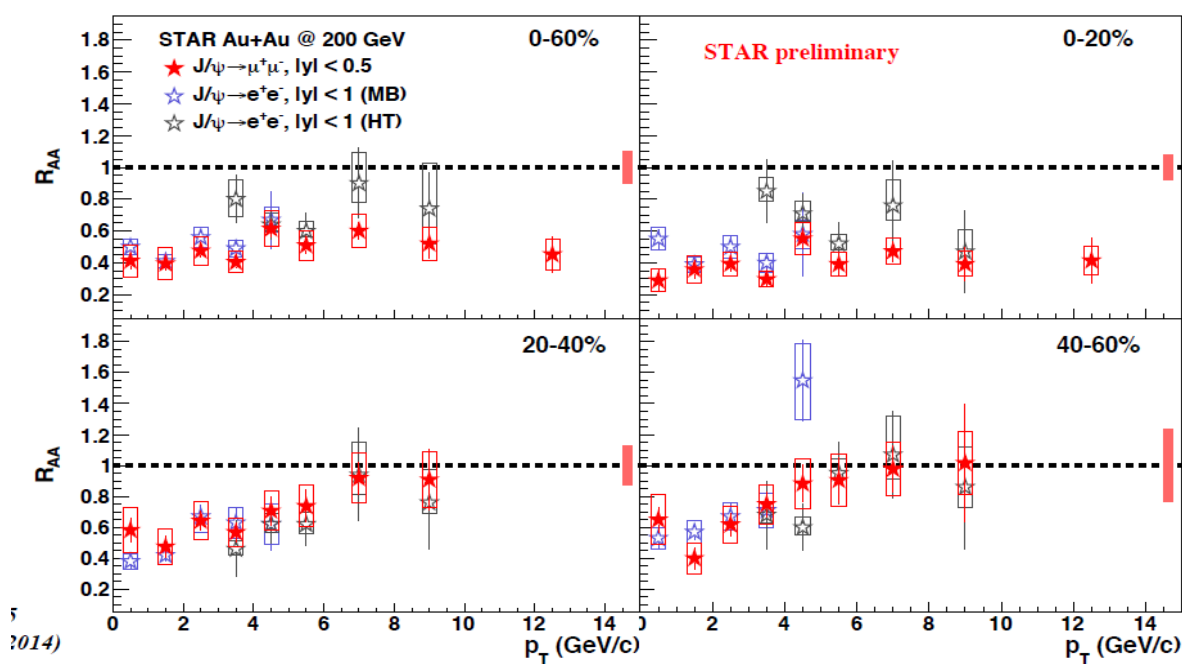 STAR Au+Au @ 200 GeV
0-60%
J/ψ→μ⁺μ⁻, |y| < 0.5
J/ψ→e⁺e⁻, |y| < 1 (MB)
J/ψ→e⁺e⁻, |y| < 1 (HT)
STAR preliminary
0-20%
R_AA
1.8
1.6
1.4
1.2
1
0.8
0.6
0.4
0.2
20-40%
40-60%
R_AA
1.8
1.6
1.4
1.2
1
0.8
0.6
0.4
0.2
0 2 4 6 8 10 12 14
p_T (GeV/c)
0 2 4 6 8 10 12 14
p_T (GeV/c)
5
2014)